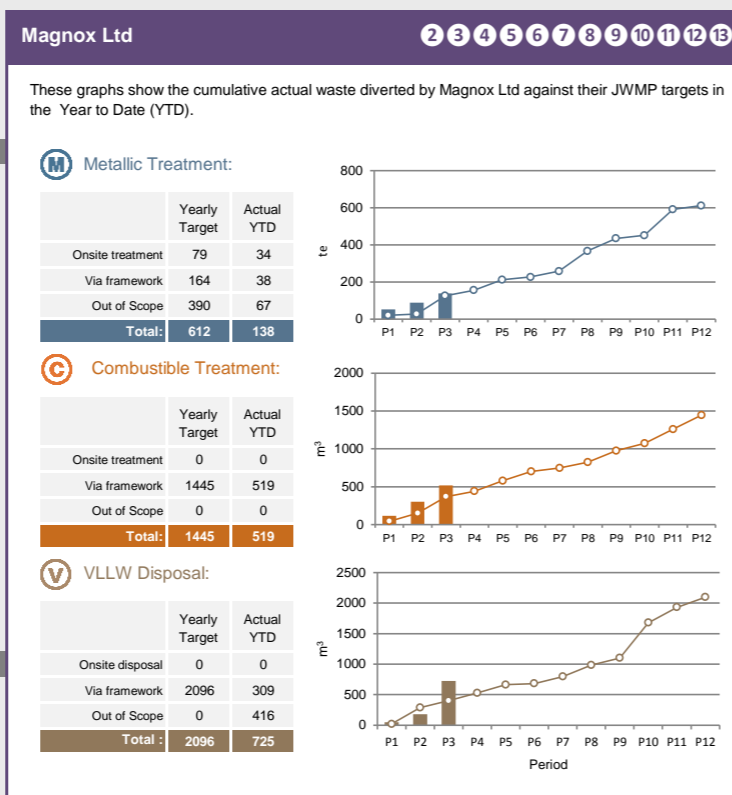 Magnox Ltd
2 3 4 5 6 7 8 9 10 11 12 13
These graphs show the cumulative actual waste diverted by Magnox Ltd against their JWMP targets in
the Year to Date (YTD).
M Metallic Treatment:
Yearly Target Actual YTD
Onsite treatment 79 34
Via framework 164 38
Out of Scope 390 67
Total: 612 138
800
600
400
200
0
te
P1 P2 P3 P4 P5 P6 P7 P8 P9 P10 P11 P12
C Combustible Treatment:
Yearly Target Actual YTD
Onsite treatment 0 0
Via framework 1445 519
Out of Scope 0 0
Total: 1445 519
2000
1500
1000
500
0
m³
P1 P2 P3 P4 P5 P6 P7 P8 P9 P10 P11 P12
V VLLW Disposal:
Yearly Target Actual YTD
Onsite disposal 0 0
Via framework 2096 309
Out of Scope 0 416
Total : 2096 725
2500
2000
1500
1000
500
0
m³
P1 P2 P3 P4 P5 P6 P7 P8 P9 P10 P11 P12
Period